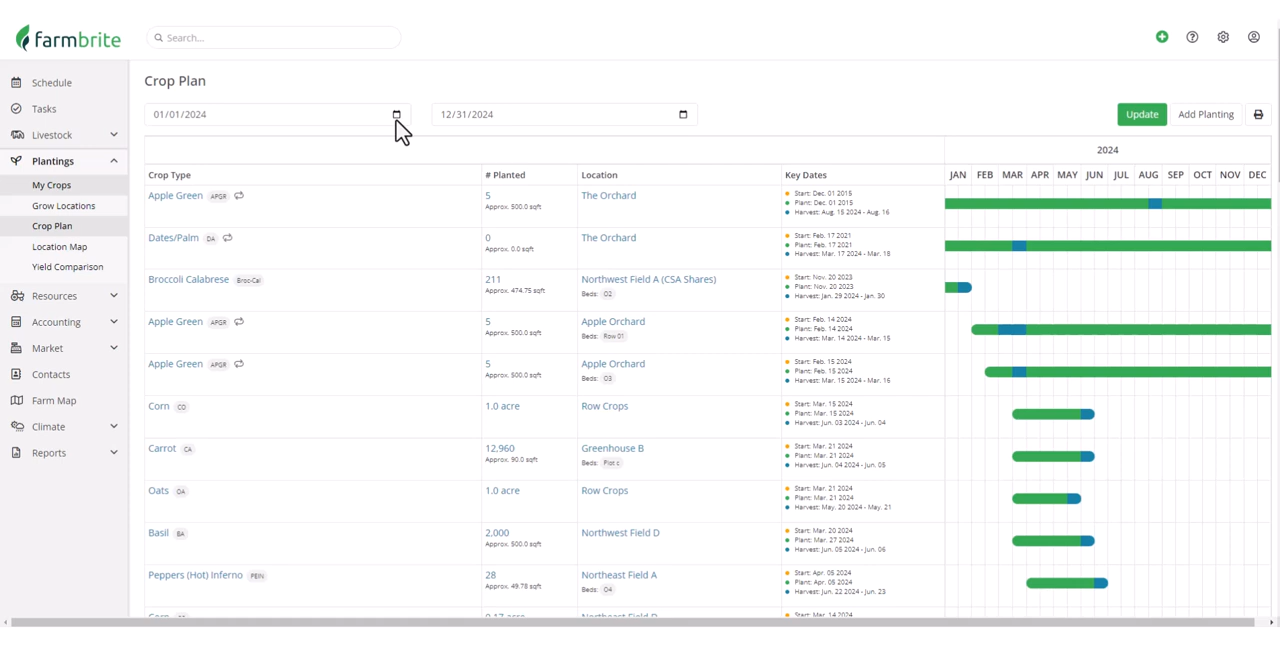 farmbrite
Search...
Schedule
Tasks
Livestock
Plantings
My Crops
Grow Locations
Crop Plan
Location Map
Yield Comparison
Resources
Accounting
Market
Contacts
Farm Map
Climate
Reports
Crop Plan
01/01/2024 12/31/2024 Update Add Planting
2024
Crop Type # Planted Location Key Dates JAN FEB MAR APR MAY JUN JUL AUG SEP OCT NOV DEC
Apple Green APGR 5 The Orchard
Approx. 500.0 sqft
Start: Dec. 01 2015
Plant: Dec. 01 2015
Harvest: Aug. 15 2024 - Aug. 16
Dates/Palm DA 0 The Orchard
Approx. 0.0 sqft
Start: Feb. 17 2021
Plant: Feb. 17 2021
Harvest: Mar. 17 2024 - Mar. 18
Broccoli Calabrese Broc-Cal 211 Northwest Field A (CSA Shares)
Approx. 474.75 sqft Beds: O2
Start: Nov. 20 2023
Plant: Nov. 20 2023
Harvest: Jan. 29 2024 - Jan. 30
Apple Green APGR 5 Apple Orchard
Approx. 500.0 sqft Beds: Row 01
Start: Feb. 14 2024
Plant: Feb. 14 2024
Harvest: Mar. 14 2024 - Mar. 15
Apple Green APGR 5 Apple Orchard
Approx. 500.0 sqft Beds: O3
Start: Feb. 15 2024
Plant: Feb. 15 2024
Harvest: Mar. 15 2024 - Mar. 16
Corn CO 1.0 acre Row Crops
Start: Mar. 15 2024
Plant: Mar. 15 2024
Harvest: Jun. 03 2024 - Jun. 04
Carrot CA 12,960 Greenhouse B
Approx. 90.0 sqft Beds: Plot c
Start: Mar. 21 2024
Plant: Mar. 21 2024
Harvest: Jun. 04 2024 - Jun. 05
Oats OA 1.0 acre Row Crops
Start: Mar. 21 2024
Plant: Mar. 21 2024
Harvest: May. 20 2024 - May. 21
Basil BA 2,000 Northwest Field D
Approx. 500.0 sqft
Start: Mar. 20 2024
Plant: Mar. 27 2024
Harvest: Jun. 05 2024 - Jun. 06
Peppers (Hot) Inferno PEIN 28 Northeast Field A
Approx. 49.78 sqft Beds: O4
Start: Apr. 05 2024
Plant: Apr. 05 2024
Harvest: Jun. 22 2024 - Jun. 23
Corn 0.17 acre Northeast Field D
Start: Mar. 14 2024